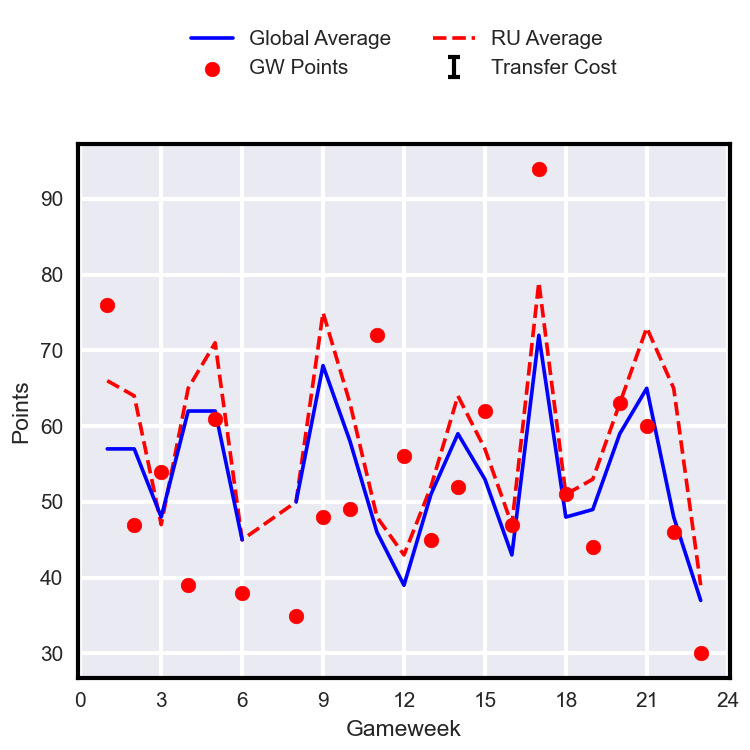 Global Average
RU Average
GW Points
Transfer Cost
90
80
70
60
50
40
30
Points
0 3 6 9 12 15 18 21 24
Gameweek